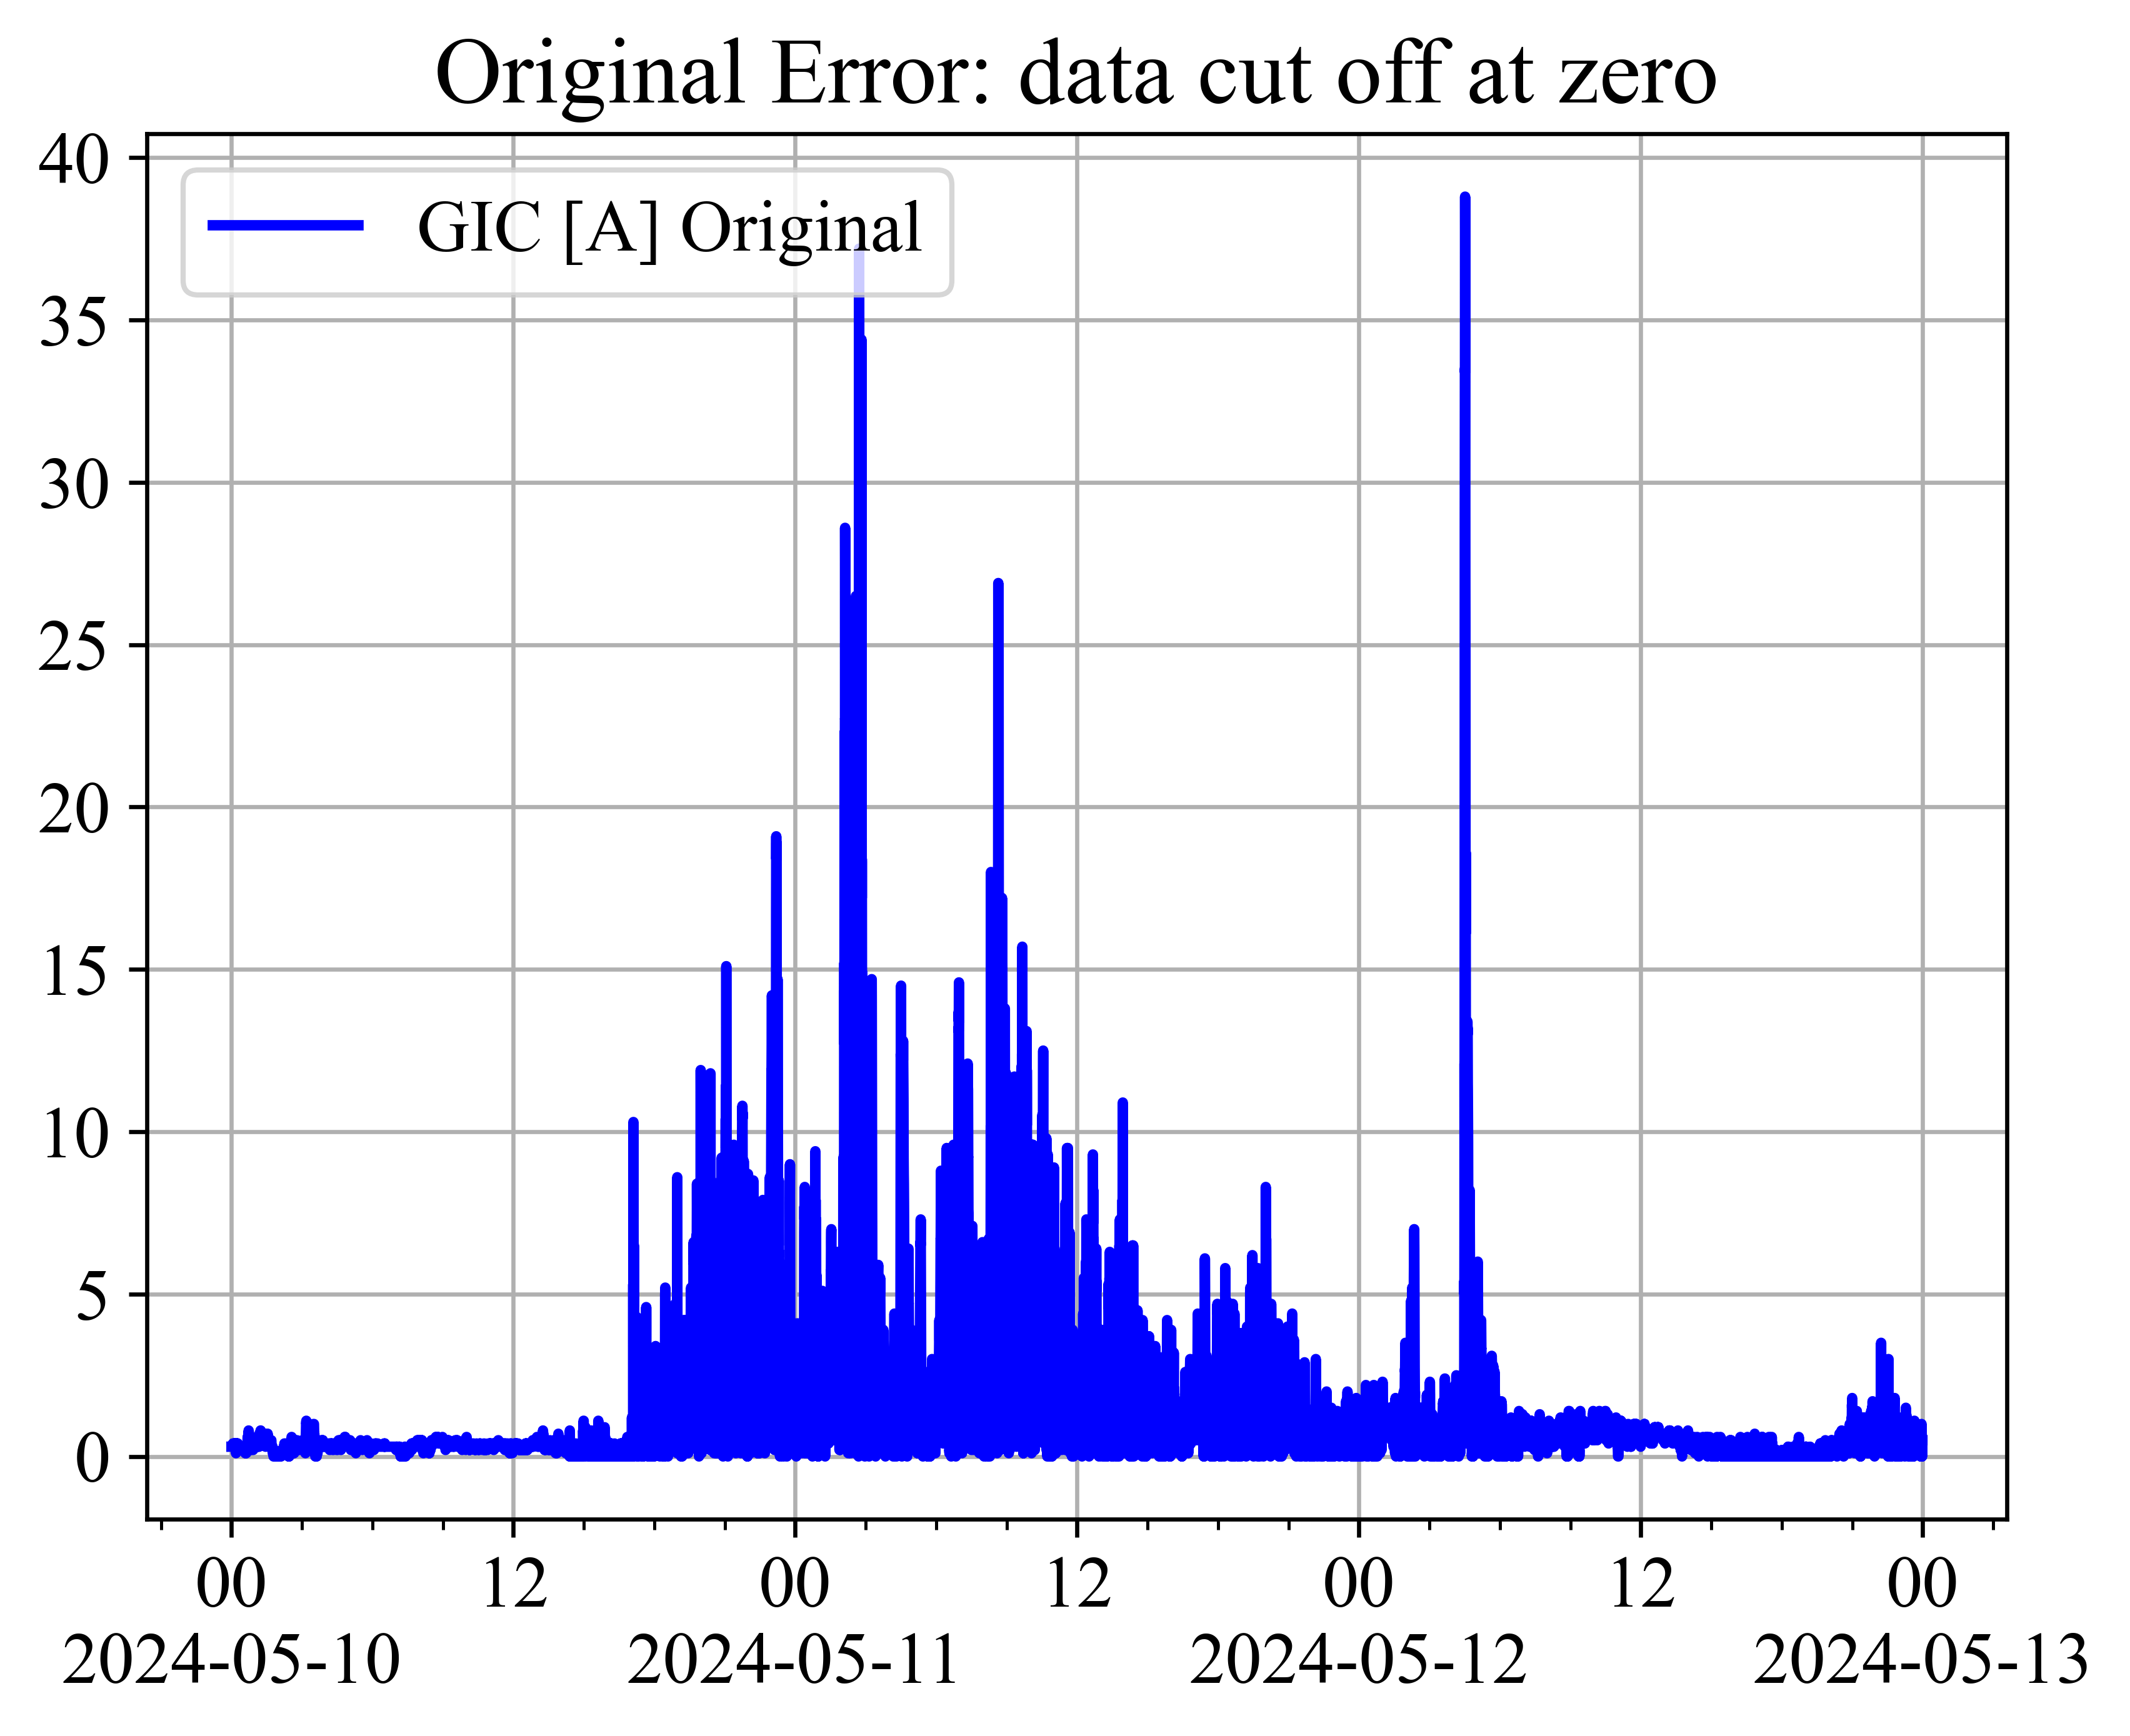 Original Error: data cut off at zero
GIC [A] Original
40
35
30
25
20
15
10
5
0
00 12 00 12 00 12 00
2024-05-10 2024-05-11 2024-05-12 2024-05-13